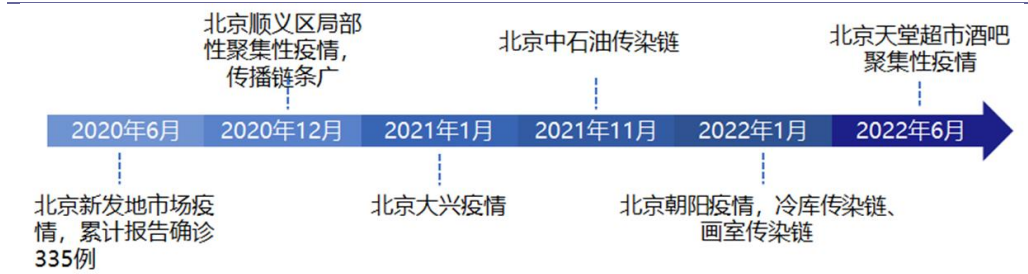 北京顺义区局部
性聚集性疫情，
传播链条广
北京中石油传染链
北京天堂超市酒吧
聚集性疫情
2020年6月
2020年12月
2021年1月
2021年11月
2022年1月
2022年6月
北京新发地市场疫
情，累计报告确诊
335例
北京大兴疫情
北京朝阳疫情，冷库传染链、
画室传染链